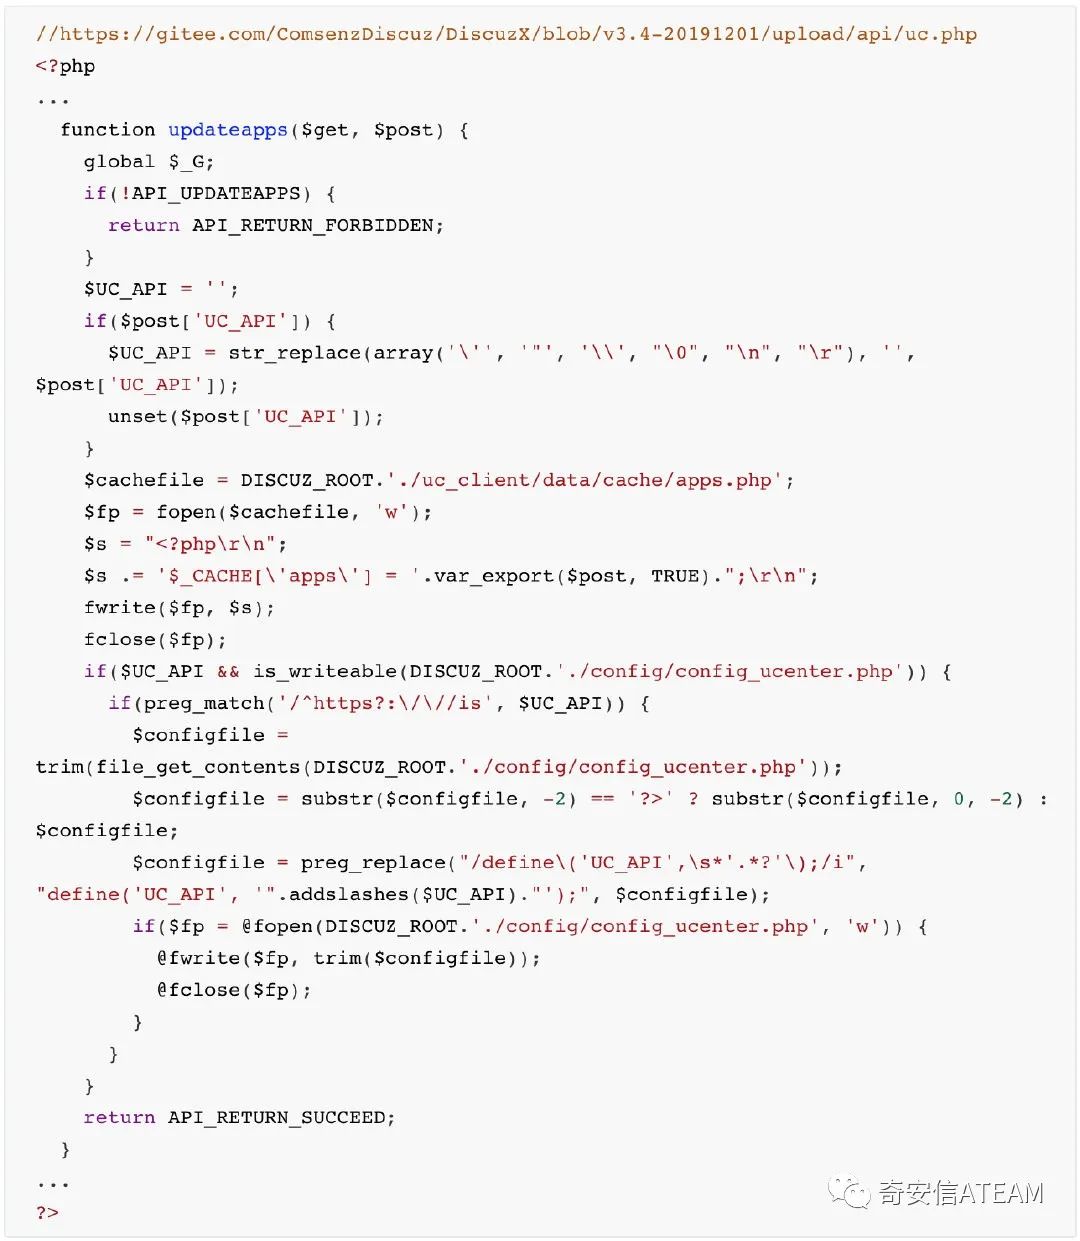 //https://gitee.com/ComsenzDiscuz/DiscuzX/blob/v3.4-20191201/upload/api/uc.php
<?php
...
  function updateapps($get, $post) {
    global $_G;
    if(!API_UPDATEAPPS) {
      return API_RETURN_FORBIDDEN;
    }
    $UC_API = '';
    if($post['UC_API']) {
      $UC_API = str_replace(array('\'', '"', '\\', "\0", "\n", "\r"), '',
$post['UC_API']);
      unset($post['UC_API']);
    }
    $cachefile = DISCUZ_ROOT.'./uc_client/data/cache/apps.php';
    $fp = fopen($cachefile, 'w');
    $s = "<?php\r\n";
    $s .= '$_CACHE[\'apps\'] = '.var_export($post, TRUE).";\r\n";
    fwrite($fp, $s);
    fclose($fp);
    if($UC_API && is_writeable(DISCUZ_ROOT.'./config/config_ucenter.php')) {
      if(preg_match('/^https?:\/\//is', $UC_API)) {
        $configfile =
trim(file_get_contents(DISCUZ_ROOT.'./config/config_ucenter.php'));
        $configfile = substr($configfile, -2) == '?>' ? substr($configfile, 0, -2) :
$configfile;
        $configfile = preg_replace("/define\('UC_API',\s*'.*?'\);/i",
"define('UC_API', '".addslashes($UC_API)."');", $configfile);
        if($fp = @fopen(DISCUZ_ROOT.'./config/config_ucenter.php', 'w')) {
          @fwrite($fp, trim($configfile));
          @fclose($fp);
        }
      }
    }
    return API_RETURN_SUCCEED;
  }
...
?>
奇安信ATEAM